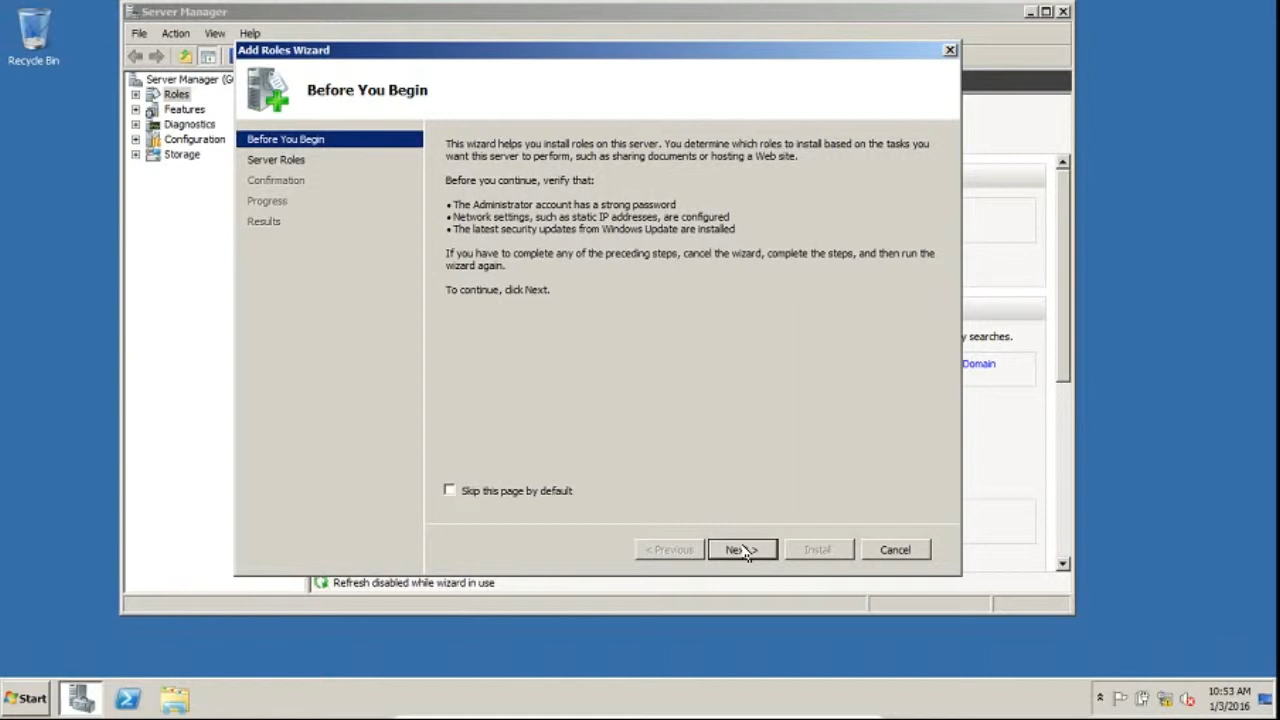 Recycle Bin
Server Manager
File Action View Help
Add Roles Wizard
Before You Begin
Server Manager (G
Roles
Features
Diagnostics
Configuration
Storage
Before You Begin
Server Roles
Confirmation
Progress
Results
This wizard helps you install roles on this server. You determine which roles to install based on the tasks you
want this server to perform, such as sharing documents or hosting a Web site.
Before you continue, verify that:
• The Administrator account has a strong password
• Network settings, such as static IP addresses, are configured
• The latest security updates from Windows Update are installed
If you have to complete any of the preceding steps, cancel the wizard, complete the steps, and then run the
wizard again.
To continue, click Next.
y searches.
Domain
Skip this page by default
< Previous Next > Install Cancel
Refresh disabled while wizard in use
Start
10:53 AM
1/3/2016